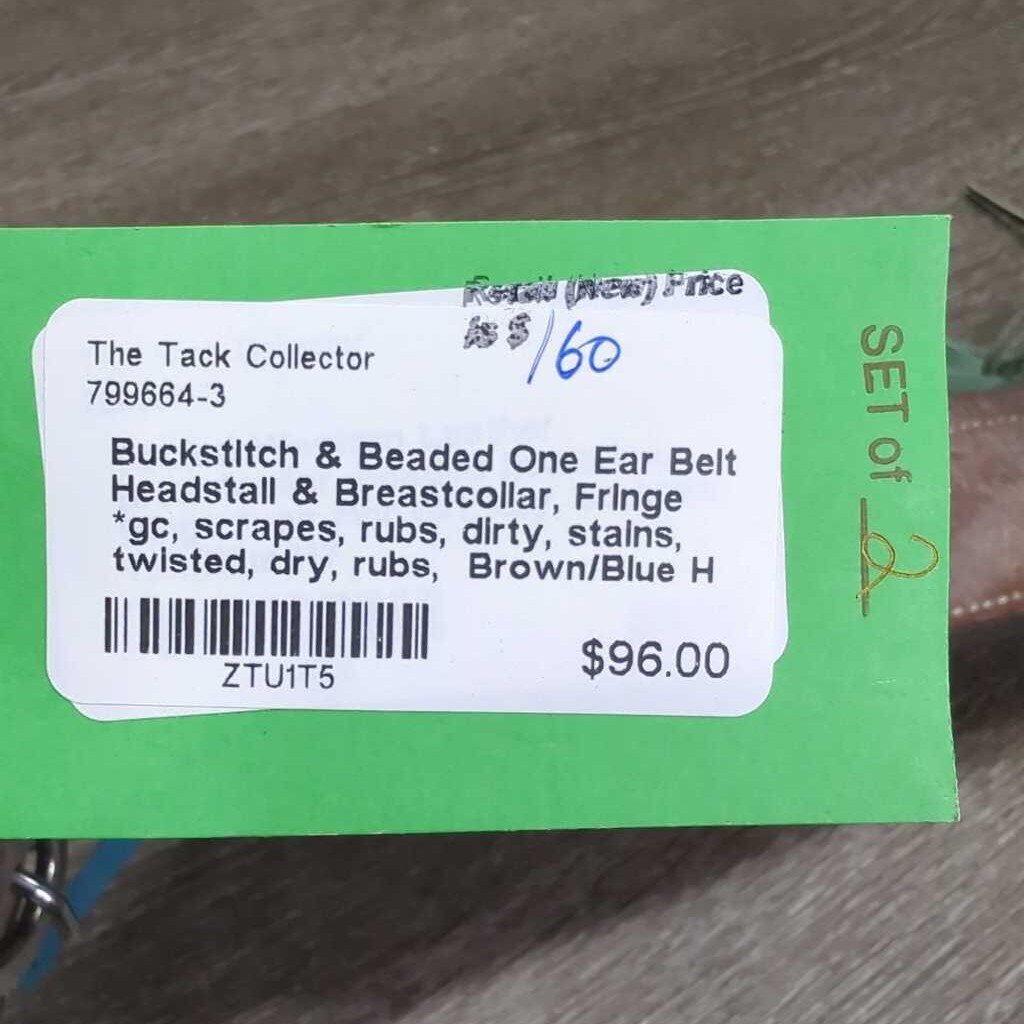 Retail (New) Price
is $ 160
The Tack Collector
799664-3
Buckstitch & Beaded One Ear Belt
Headstall & Breastcollar, Fringe
*gc, scrapes, rubs, dirty, stains,
twisted, dry, rubs, Brown/Blue H
ZTU1T5
$96.00
SET of 2